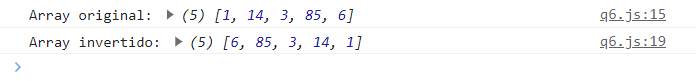 Array original: ▶ (5) [1, 14, 3, 85, 6] q6.js:15
Array invertido: ▶ (5) [6, 85, 3, 14, 1] q6.js:19
>